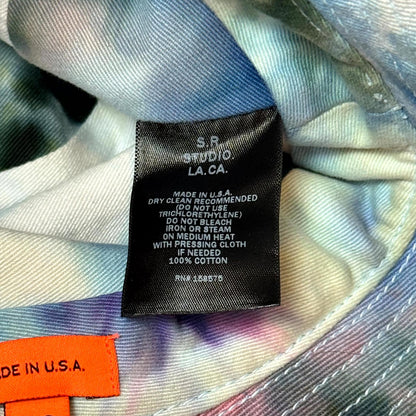 S.R
STUDIO.
LA.CA.
MADE IN U.S.A.
DRY CLEAN RECOMMENDED
(DO NOT USE
TRICHLORETHYLENE)
DO NOT BLEACH
IRON OR STEAM
ON MEDIUM HEAT
WITH PRESSING CLOTH
IF NEEDED
100% COTTON
RN# 158575
ADE IN U.S.A.